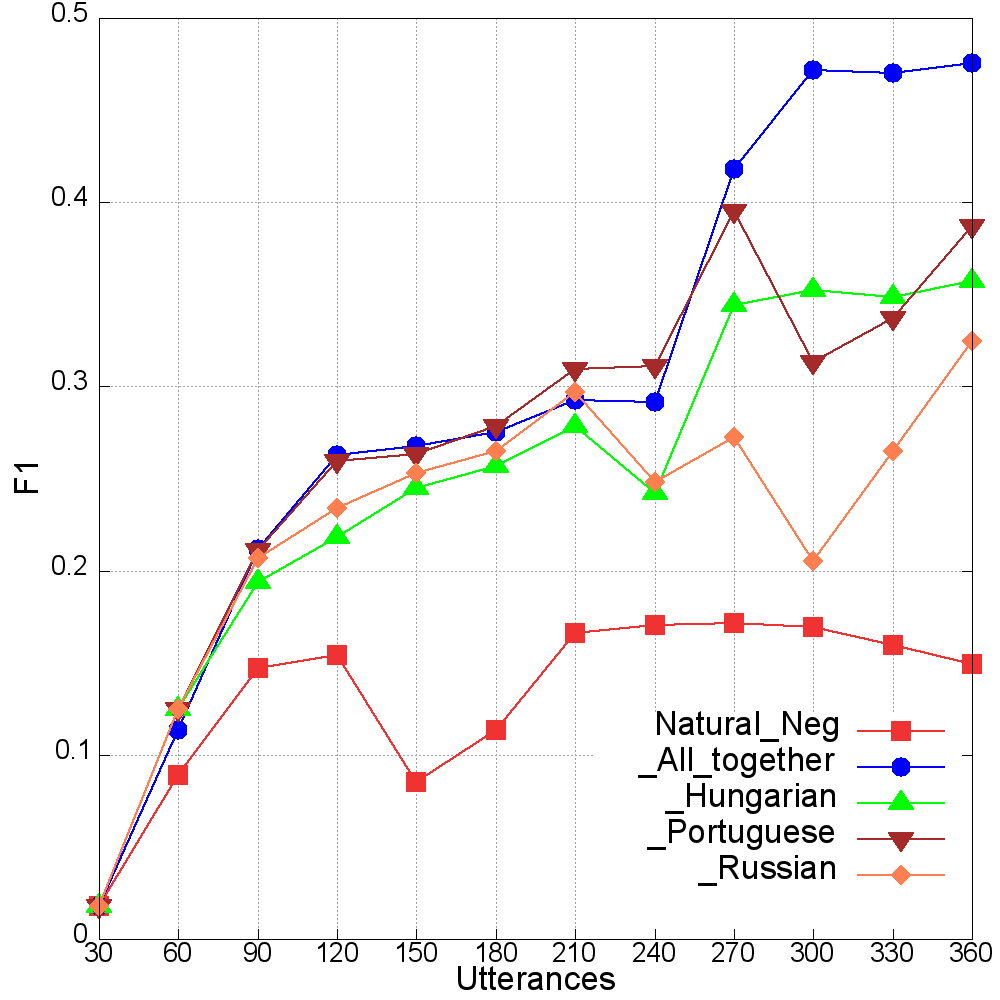 0.5
0.4
0.3
0.2
0.1
0
F1
Natural_Neg
_All_together
_Hungarian
_Portuguese
_Russian
30 60 90 120 150 180 210 240 270 300 330 360
Utterances